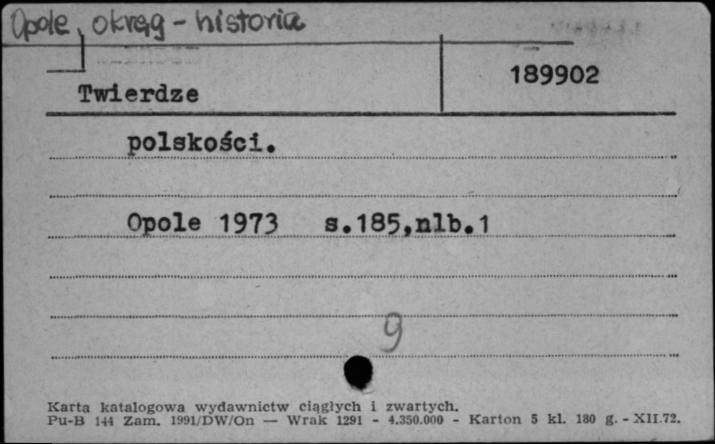 Opole, okręg - historia
189902
Twierdze
polskości.
Opole 1973 s.185,nlb.1
9
Karta katalogowa wydawnictw ciągłych i zwartych.
Pu-B 144 Zam. 1991/DW/On — Wrak 1291 - 4.350.000 - Karton 5 kl. 180 g. - XII.72.